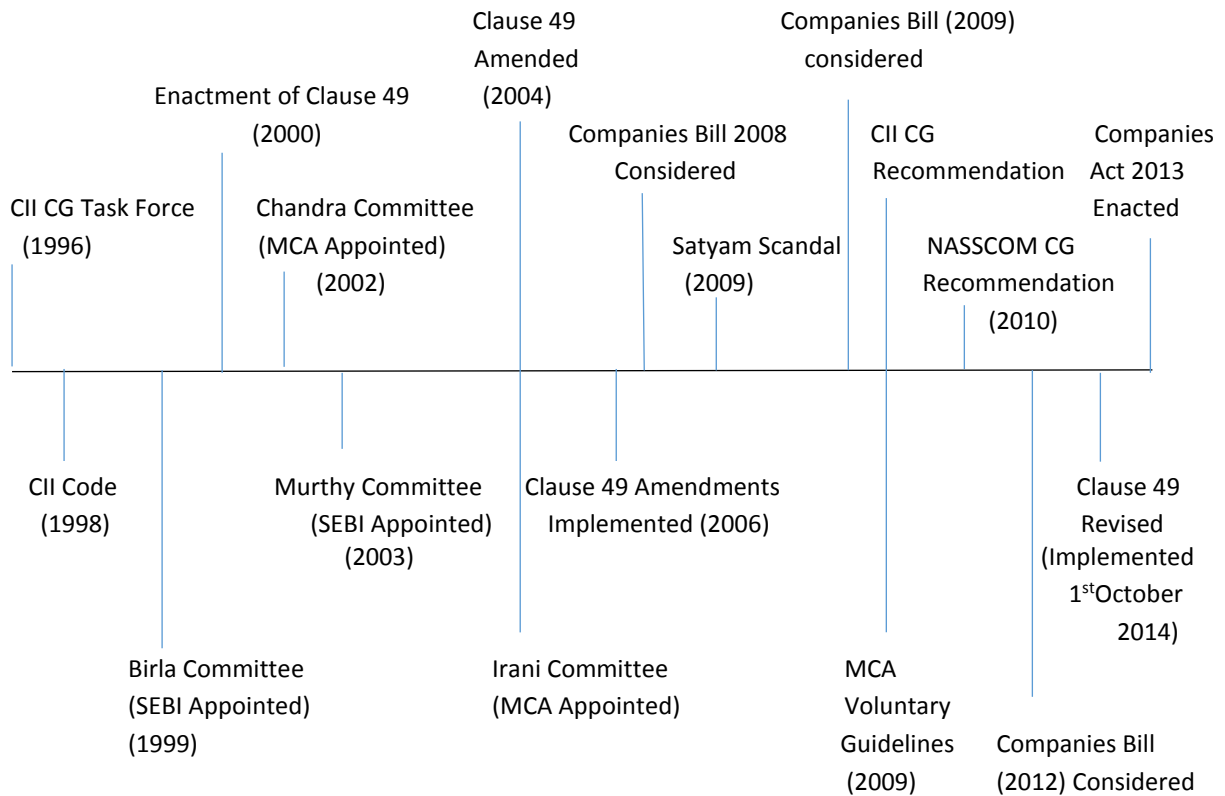 Clause 49
Amended
(2004)
Companies Bill (2009)
considered
Enactment of Clause 49
(2000)
Companies Bill 2008
Considered
CII CG
Recommendation
Companies
Act 2013
Enacted
CII CG Task Force
(1996)
Chandra Committee
(MCA Appointed)
(2002)
Satyam Scandal
(2009)
NASSCOM CG
Recommendation
(2010)
CII Code
(1998)
Murthy Committee
(SEBI Appointed)
(2003)
Clause 49 Amendments
Implemented (2006)
Clause 49
Revised
(Implemented
1stOctober
2014)
Birla Committee
(SEBI Appointed)
(1999)
Irani Committee
(MCA Appointed)
MCA
Voluntary
Guidelines
(2009)
Companies Bill
(2012) Considered